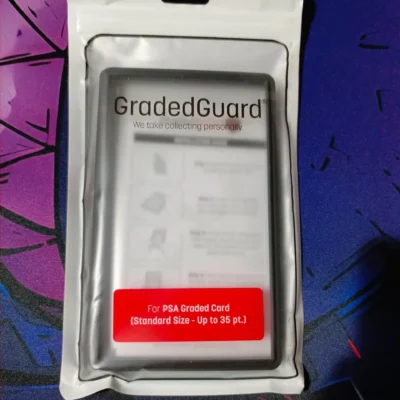 GradedGuard
We take collecting personally
For PSA Graded Card
(Standard Size - Up to 35 pt.)